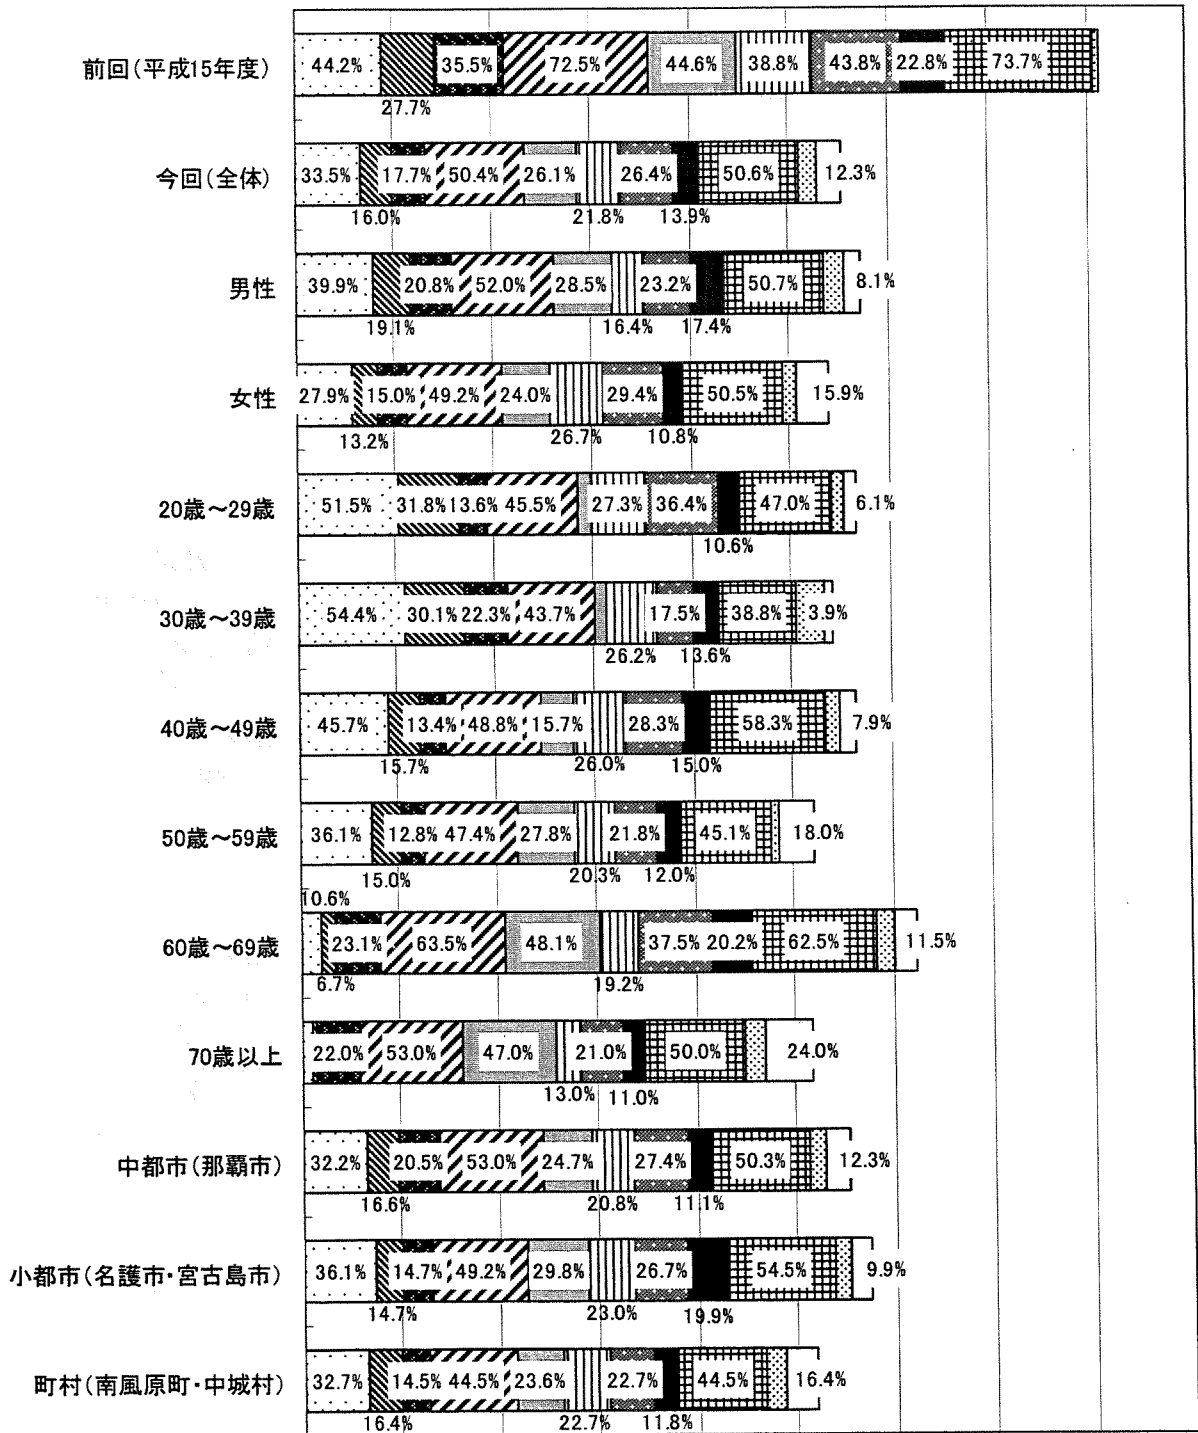 44.2% 35.5% 72.5% 44.6% 38.8% 43.8% 22.8% 73.7%
前回(平成15年度)
27.7%
33.5% 17.7% 50.4% 26.1% 26.4% 50.6% 12.3%
今回(全体)
16.0% 21.8% 13.9%
39.9% 20.8% 52.0% 28.5% 23.2% 50.7% 8.1%
男性
19.1% 16.4% 17.4%
27.9% 15.0% 49.2% 24.0% 29.4% 50.5% 15.9%
女性
13.2% 26.7% 10.8%
51.5% 31.8% 13.6% 45.5% 27.3% 36.4% 47.0% 6.1%
20歳～29歳
10.6%
54.4% 30.1% 22.3% 43.7% 17.5% 38.8% 3.9%
30歳～39歳
26.2% 13.6%
45.7% 13.4% 48.8% 15.7% 28.3% 58.3% 7.9%
40歳～49歳
15.7% 26.0% 15.0%
36.1% 12.8% 47.4% 27.8% 21.8% 45.1% 18.0%
50歳～59歳
15.0% 20.3% 12.0%
10.6%
23.1% 63.5% 48.1% 37.5% 20.2% 62.5% 11.5%
60歳～69歳
6.7% 19.2%
22.0% 53.0% 47.0% 21.0% 50.0% 24.0%
70歳以上
13.0% 11.0%
32.2% 20.5% 53.0% 24.7% 27.4% 50.3% 12.3%
中都市(那覇市)
16.6% 20.8% 11.1%
36.1% 14.7% 49.2% 29.8% 26.7% 54.5% 9.9%
小都市(名護市・宮古島市)
14.7% 23.0% 19.9%
32.7% 14.5% 44.5% 23.6% 22.7% 44.5% 16.4%
町村(南風原町・中城村)
16.4% 22.7% 11.8%